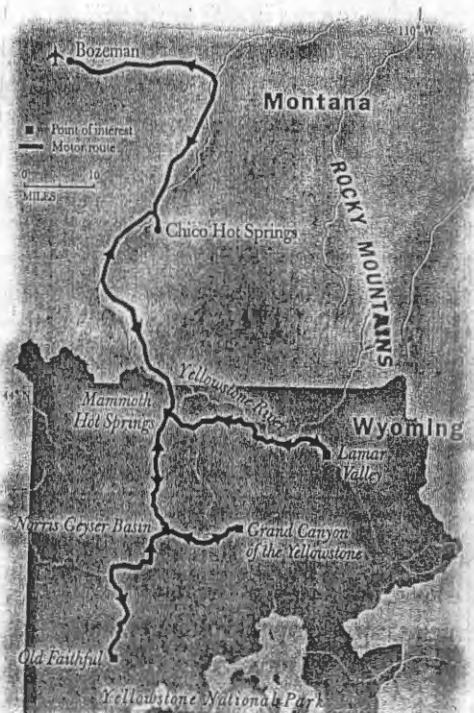 110° W
Bozeman
Montana
Point of interest
Motor route
0 10
MILES
ROCKY MOUNTAINS
Chico Hot Springs
Yellowstone River
Mammoth
Hot Springs
Wyoming
Lamar
Valley
Norris Geyser Basin
Grand Canyon
of the Yellowstone
Old Faithful
Yellowstone National Park